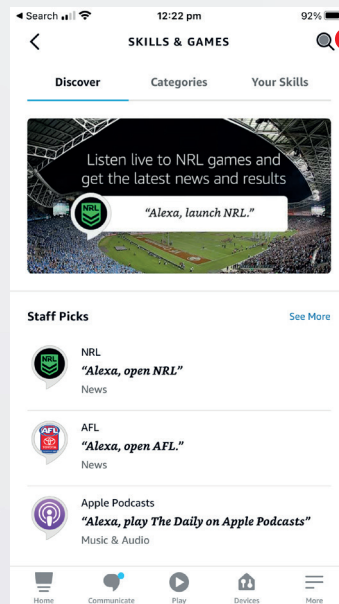 Search
12:22 pm
92%
SKILLS & GAMES
Discover
Categories
Your Skills
Listen live to NRL games and
get the latest news and results
NRL
“Alexa, launch NRL.”
Staff Picks
See More
NRL
NRL
“Alexa, open NRL”
News
AFL
AFL
“Alexa, open AFL.”
News
Apple Podcasts
“Alexa, play The Daily on Apple Podcasts”
Music & Audio
Home
Communicate
Play
Devices
More